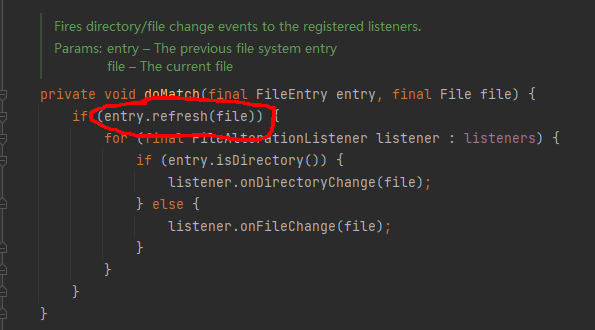 Fires directory/file change events to the registered listeners.
Params: entry – The previous file system entry
file – The current file
private void doMatch(final FileEntry entry, final File file) {
if (entry.refresh(file)) {
for (final FileAlterationListener listener : listeners) {
if (entry.isDirectory()) {
listener.onDirectoryChange(file);
} else {
listener.onFileChange(file);
}
}
}
}